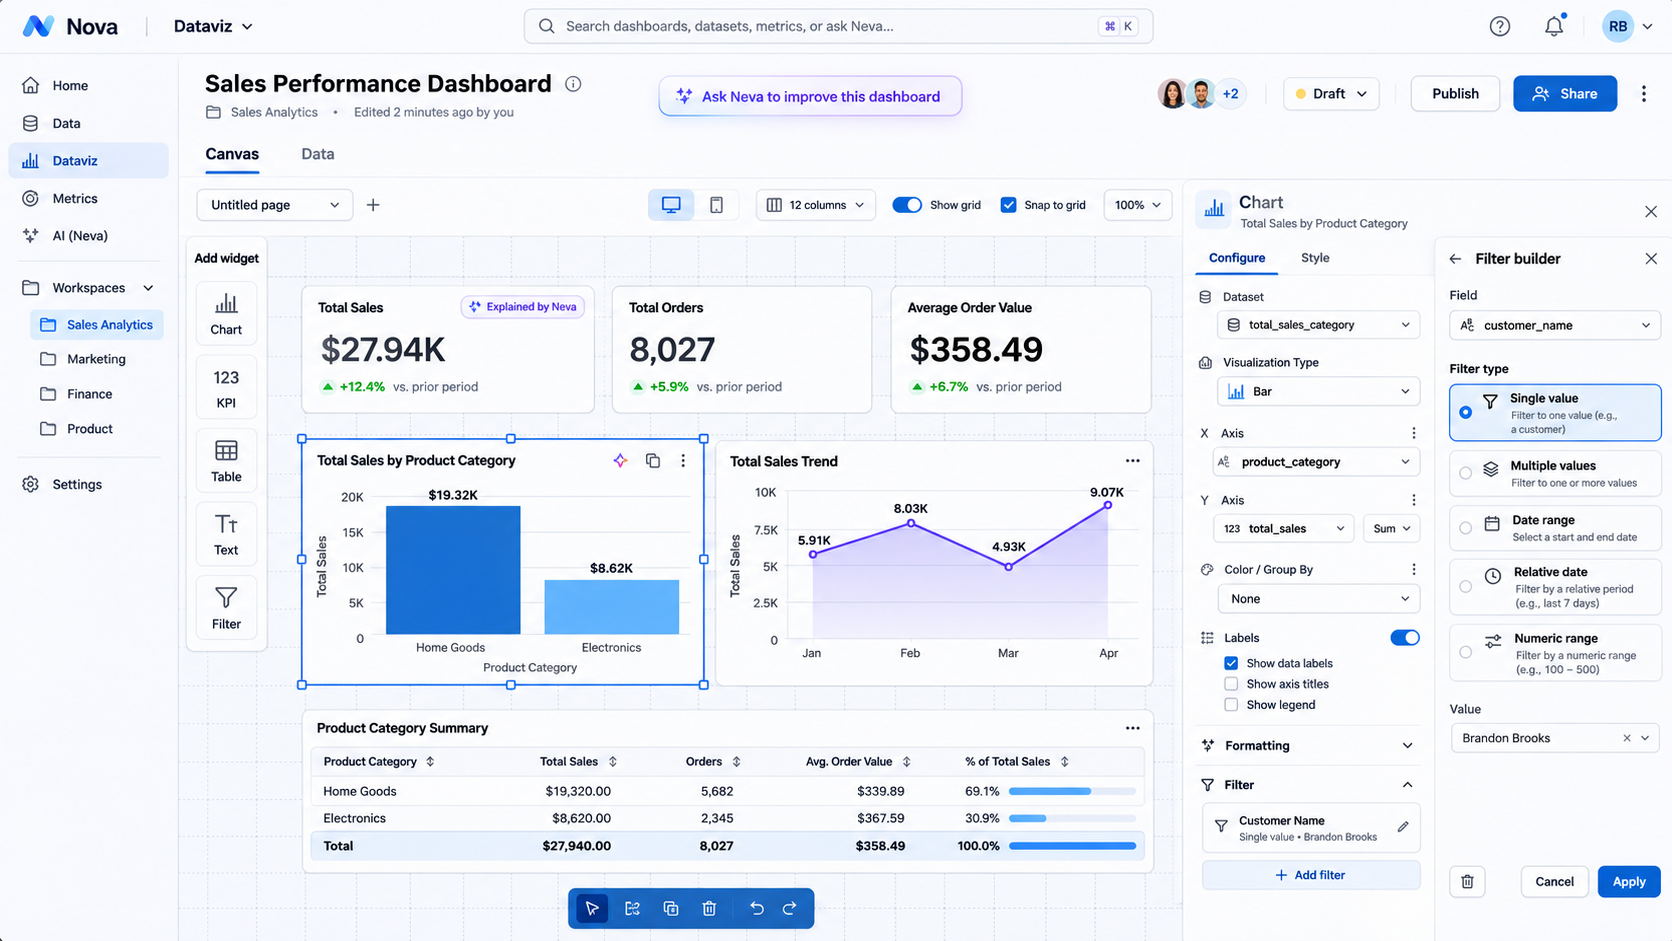 Nova
Dataviz
Search dashboards, datasets, metrics, or ask Neva...
⌘ K
RB
Home
Data
Dataviz
Metrics
AI (Neva)
Workspaces
Sales Analytics
Marketing
Finance
Product
Settings
Sales Performance Dashboard
Sales Analytics • Edited 2 minutes ago by you
Ask Neva to improve this dashboard
+2
Draft
Publish
Share
Canvas
Data
Untitled page
12 columns
Show grid
Snap to grid
100%
Add widget
Chart
123
KPI
Table
Tt
Text
Filter
Total Sales
Explained by Neva
$27.94K
+12.4% vs. prior period
Total Orders
8,027
+5.9% vs. prior period
Average Order Value
$358.49
+6.7% vs. prior period
Total Sales by Product Category
Total Sales
20K
15K
10K
5K
0
$19.32K
$8.62K
Home Goods
Electronics
Product Category
Total Sales Trend
Total Sales
10K
7.5K
5K
2.5K
0
5.91K
8.03K
4.93K
9.07K
Jan
Feb
Mar
Apr
Product Category Summary
Product Category Total Sales Orders Avg. Order Value % of Total Sales
Home Goods $19,320.00 5,682 $339.89 69.1%
Electronics $8,620.00 2,345 $367.59 30.9%
Total $27,940.00 8,027 $358.49 100.0%
Chart
Total Sales by Product Category
Configure
Style
Dataset
total_sales_category
Visualization Type
Bar
X Axis
product_category
Y Axis
123 total_sales
Sum
Color / Group By
None
Labels
Show data labels
Show axis titles
Show legend
Formatting
Filter
Customer Name
Single value • Brandon Brooks
+ Add filter
Filter builder
Field
customer_name
Filter type
Single value
Filter to one value (e.g.,
a customer)
Multiple values
Filter to one or more values
Date range
Select a start and end date
Relative date
Filter by a relative period
(e.g., last 7 days)
Numeric range
Filter by a numeric range
(e.g., 100 – 500)
Value
Brandon Brooks
Cancel
Apply